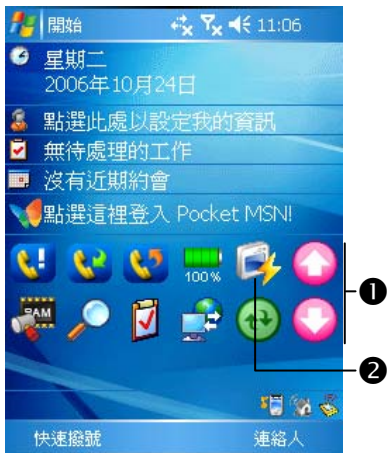 開始 11:06
星期二
2006年10月24日
點選此處以設定我的資訊
無待處理的工作
沒有近期約會
點選這裡登入 Pocket MSN!
100%
RAM
❶
❷
快速撥號 連絡人